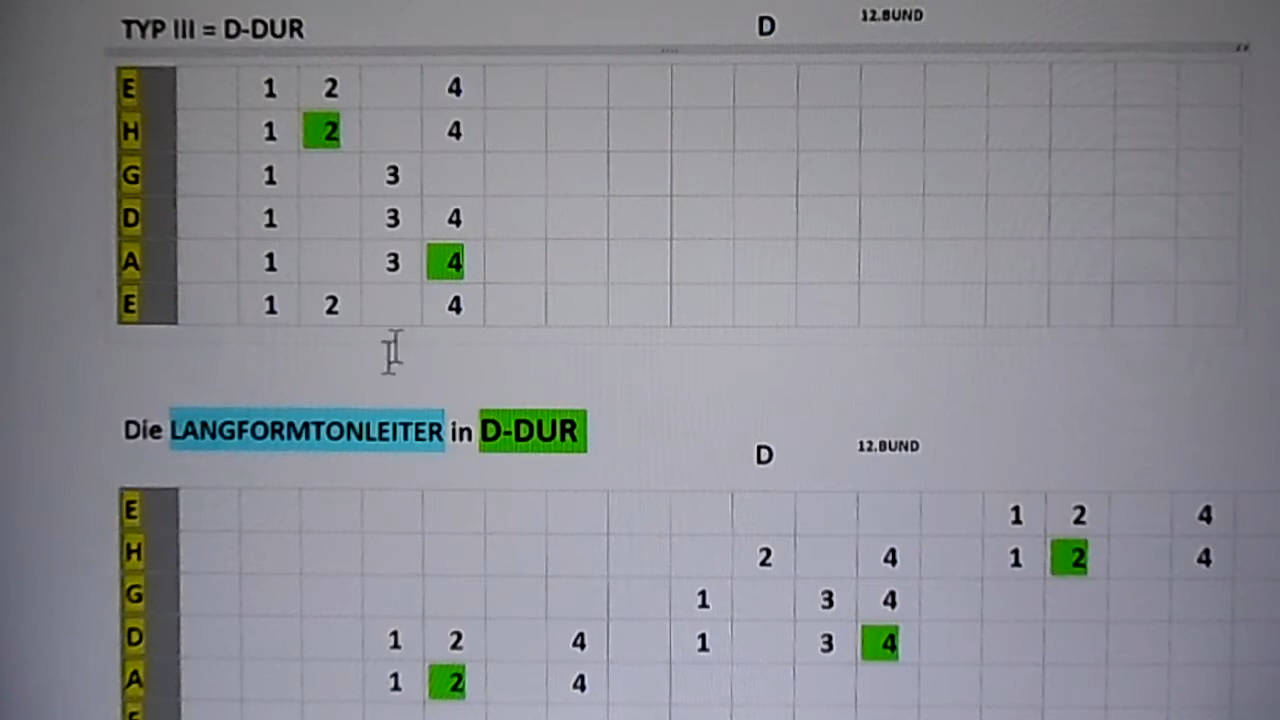 TYP III = D-DUR D 12.BUND
E 1 2 4
H 1 2 4
G 1 3
D 1 3 4
A 1 3 4
E 1 2 4
Die LANGFORMTONLEITER in D-DUR
D 12.BUND
E 1 2 4
H 2 4 1 2 4
G 1 3 4
D 1 2 4 1 3 4
A 1 2 4